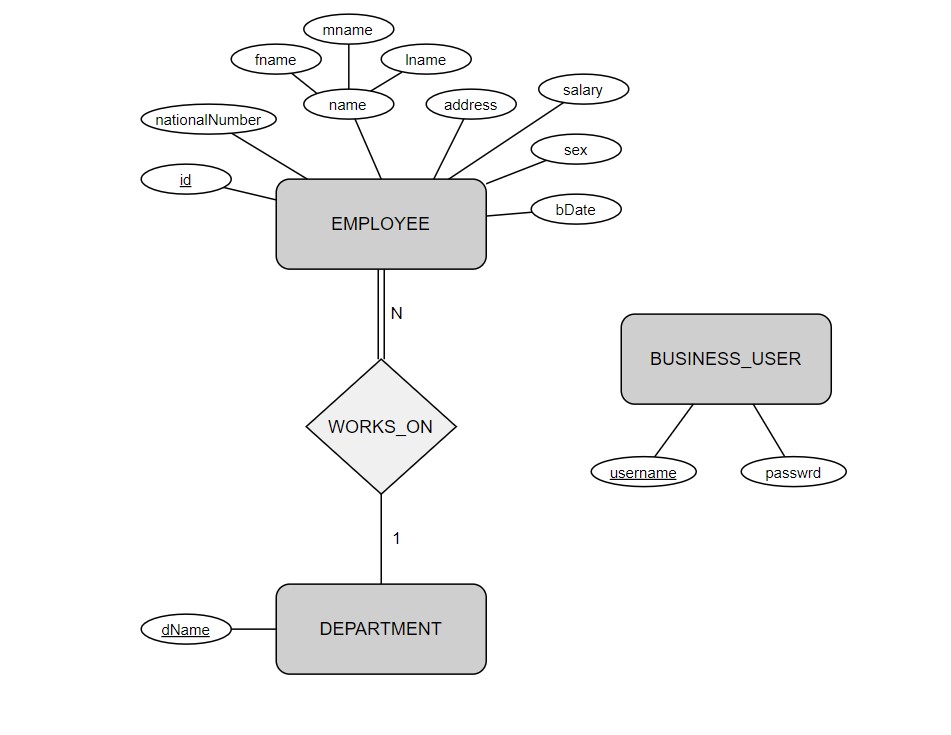 mname
fname
lname
name
address
salary
nationalNumber
sex
id
bDate
EMPLOYEE
N
BUSINESS_USER
WORKS_ON
username
passwrd
1
dName
DEPARTMENT